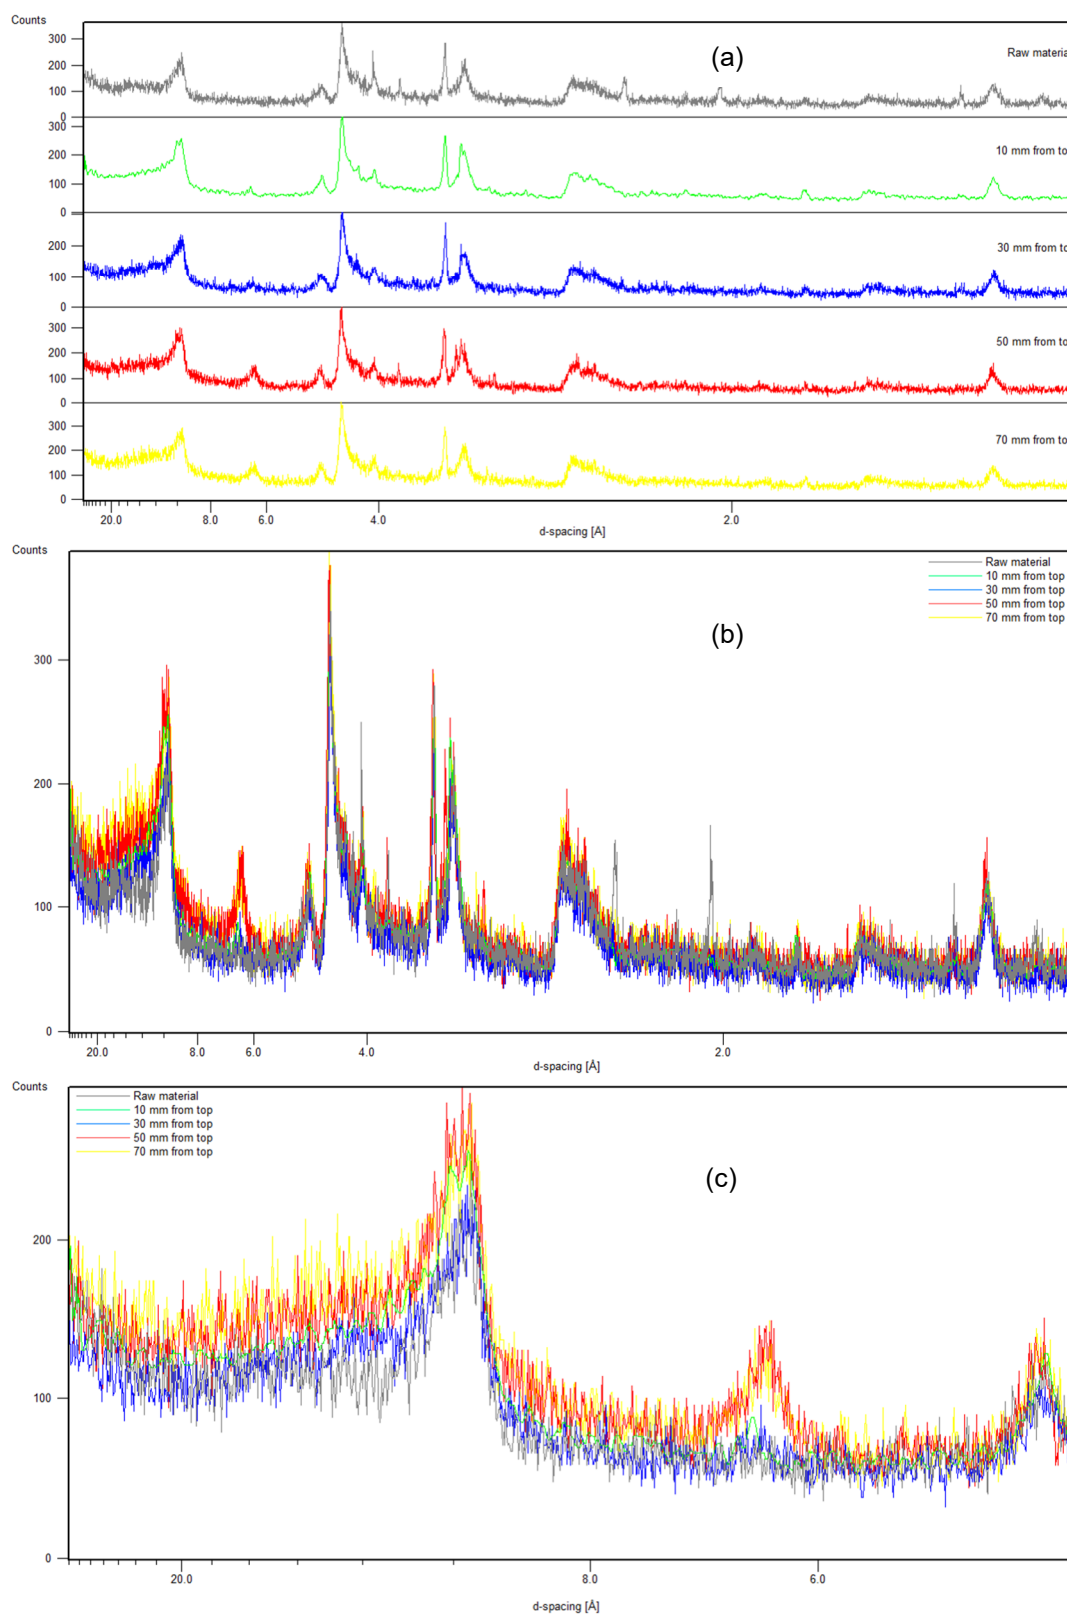 Counts
300
200
100
0
(a)
Raw materia
300
200
100
0
10 mm from to
200
100
0
30 mm from to
300
200
100
0
50 mm from to
300
200
100
0
70 mm from to
20.0 8.0 6.0 4.0 2.0
d-spacing [Å]
Counts
Raw material
10 mm from top
30 mm from top
50 mm from top
70 mm from top
(b)
300
200
100
0
20.0 8.0 6.0 4.0 2.0
d-spacing [Å]
Counts
Raw material
10 mm from top
30 mm from top
50 mm from top
70 mm from top
(c)
200
100
0
20.0 8.0 6.0
d-spacing [Å]